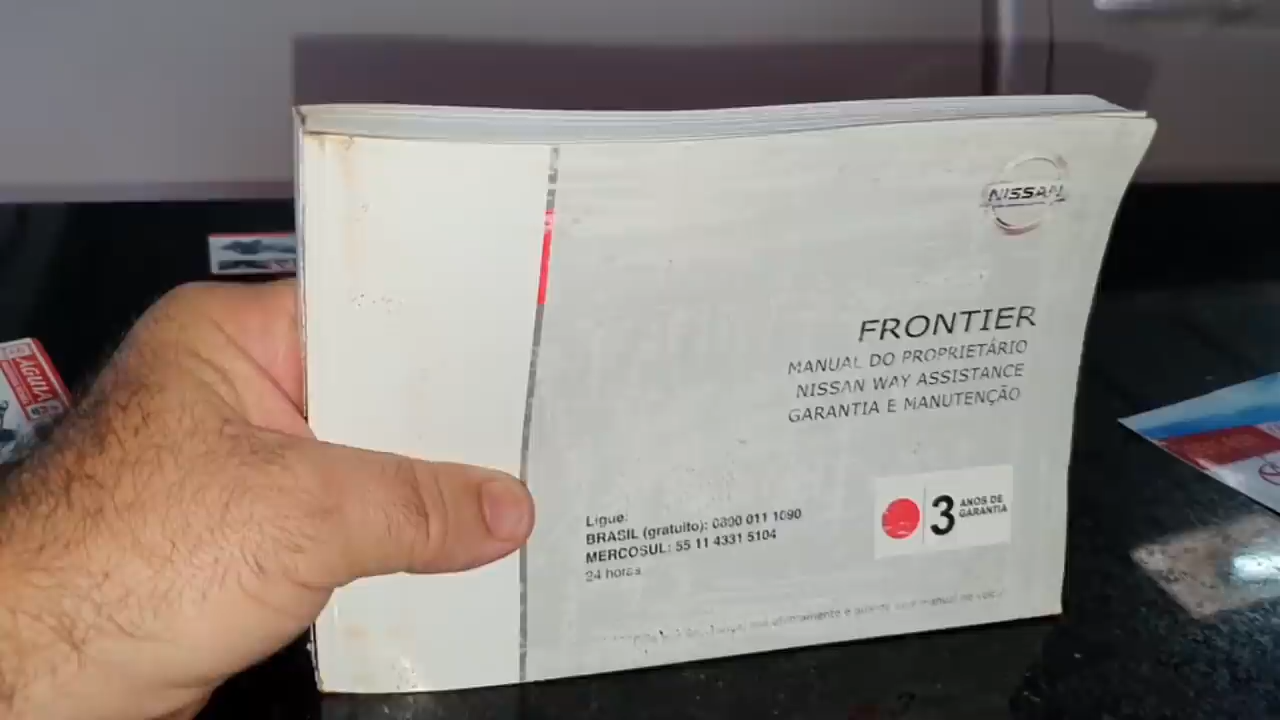 NISSAN
FRONTIER
MANUAL DO PROPRIETÁRIO
NISSAN WAY ASSISTANCE
GARANTIA E MANUTENÇÃO
3 ANOS DE
GARANTIA
Ligue:
BRASIL (gratuito): 0800 011 1090
MERCOSUL: 55 11 4331 5104
24 horas
ÁGUIA